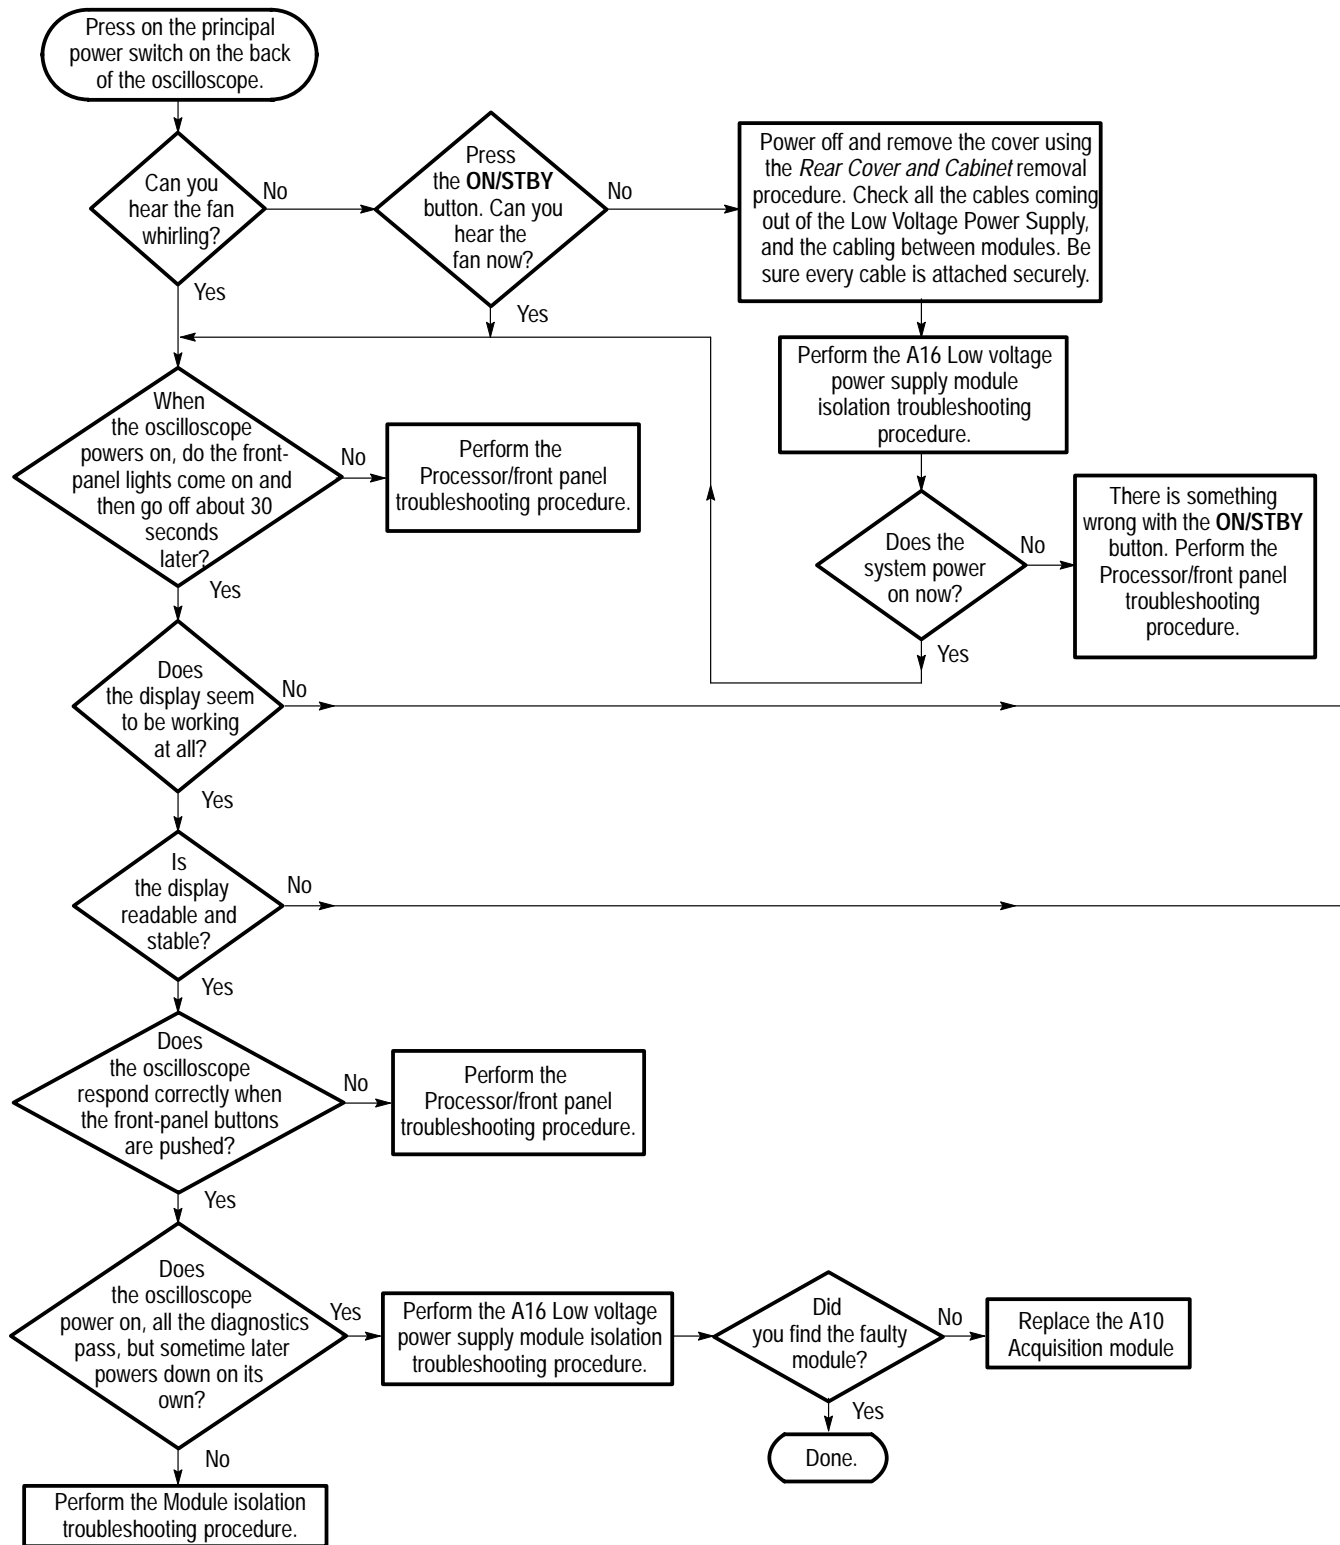 Press on the principal
power switch on the back
of the oscilloscope.
Can you
hear the fan
whirling?
No
Yes
Press
the ON/STBY
button. Can you
hear the
fan now?
No
Yes
Power off and remove the cover using
the Rear Cover and Cabinet removal
procedure. Check all the cables coming
out of the Low Voltage Power Supply,
and the cabling between modules. Be
sure every cable is attached securely.
Perform the A16 Low voltage
power supply module
isolation troubleshooting
procedure.
Does the
system power
on now?
No
Yes
There is something
wrong with the ON/STBY
button. Perform the
Processor/front panel
troubleshooting
procedure.
When
the oscilloscope
powers on, do the front-
panel lights come on and
then go off about 30
seconds
later?
No
Yes
Perform the
Processor/front panel
troubleshooting procedure.
Does
the display seem
to be working
at all?
No
Yes
Is
the display
readable and
stable?
No
Yes
Does
the oscilloscope
respond correctly when
the front-panel buttons
are pushed?
No
Yes
Perform the
Processor/front panel
troubleshooting procedure.
Does
the oscilloscope
power on, all the diagnostics
pass, but sometime later
powers down on its
own?
Yes
No
Perform the A16 Low voltage
power supply module isolation
troubleshooting procedure.
Did
you find the faulty
module?
No
Yes
Replace the A10
Acquisition module
Done.
Perform the Module isolation
troubleshooting procedure.